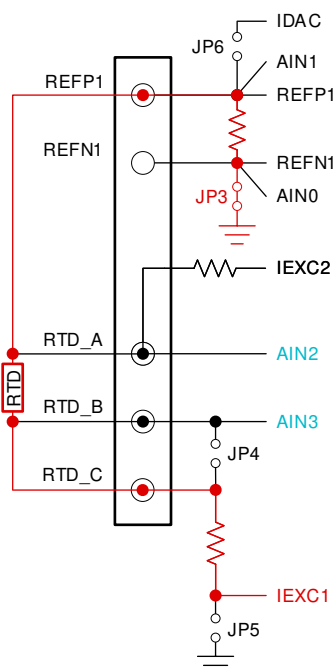 IDAC
JP6
AIN1
REFP1
REFP1
REFN1
REFN1
JP3
AIN0
IEXC2
RTD_A
AIN2
RTD
RTD_B
AIN3
JP4
RTD_C
IEXC1
JP5